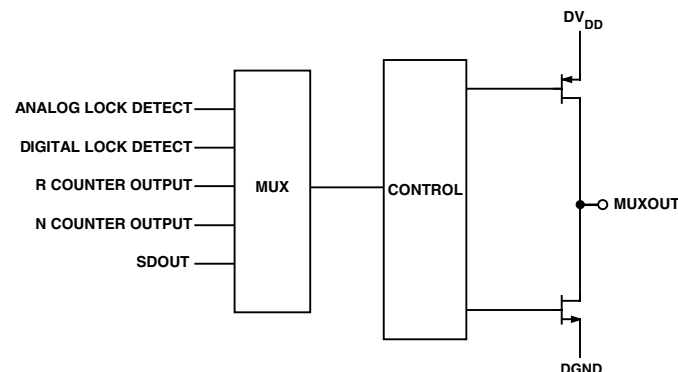 DVDD
ANALOG LOCK DETECT
DIGITAL LOCK DETECT
R COUNTER OUTPUT
N COUNTER OUTPUT
SDOUT
MUX
CONTROL
MUXOUT
DGND